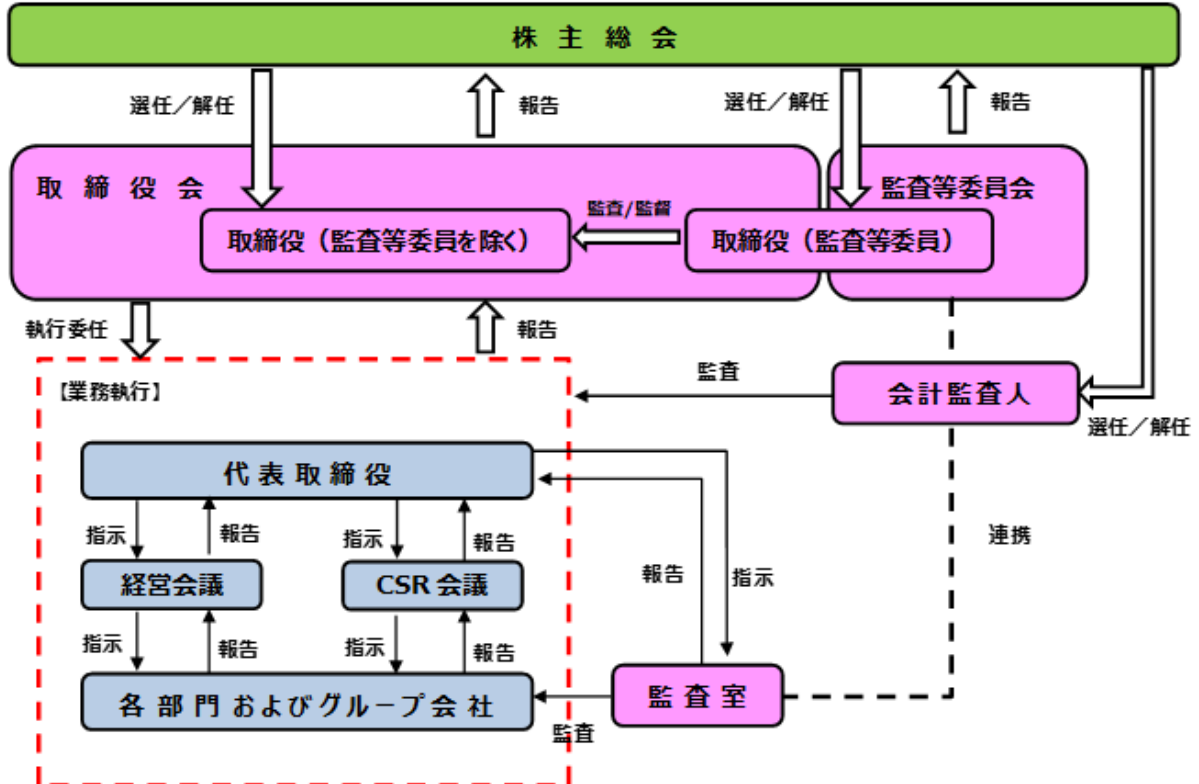 株主総会
選任／解任
報告
選任／解任
報告
取締役会
監査等委員会
監査/監督
取締役（監査等委員を除く）
取締役（監査等委員）
執行委任
報告
【業務執行】
監査
会計監査人
選任／解任
代表取締役
指示
報告
指示
報告
連携
経営会議
CSR 会議
報告
指示
指示
報告
指示
報告
各部門およびグループ会社
監査室
監査